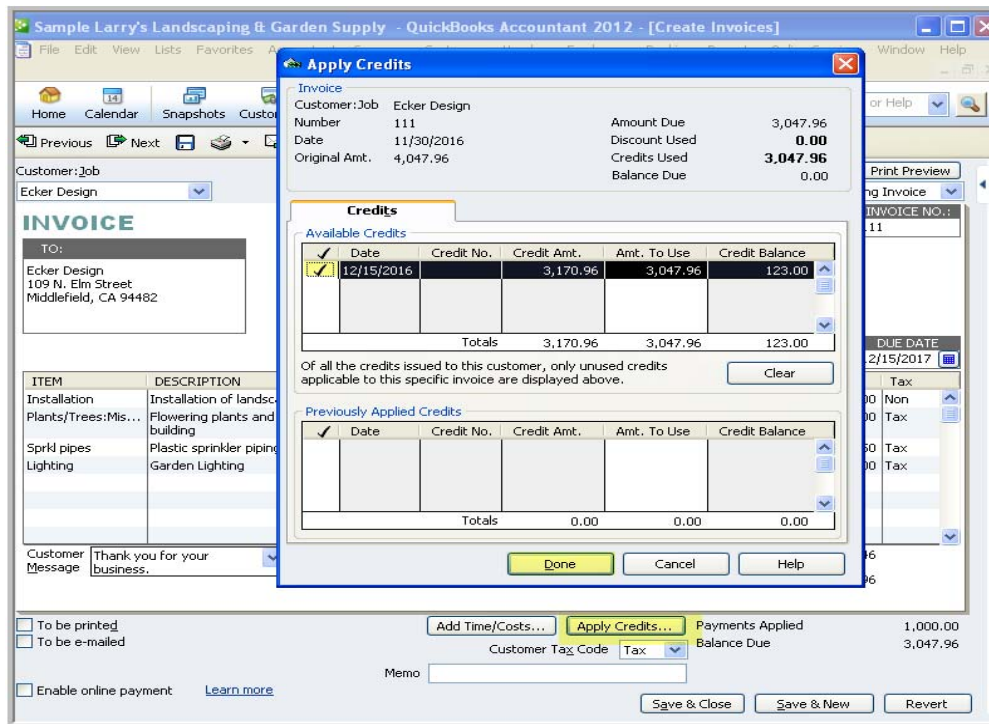 Sample Larry's Landscaping & Garden Supply - QuickBooks Accountant 2012 - [Create Invoices]
File Edit View Lists Favorites Window Help
Home Calendar Snapshots or Help
Previous Next
Customer:Job
Print Preview
Ecker Design
Invoice
INVOICE
INVOICE NO.:
11
TO:
Ecker Design
109 N. Elm Street
Middlefield, CA 94482
DUE DATE
2/15/2017
ITEM DESCRIPTION Tax
Installation Installation of 00 Non
Plants/Trees:Mis... Flowering plants and 00 Tax
building
Sprkl pipes Plastic sprinkler piping 50 Tax
Lighting Garden Lighting 00 Tax
Customer Message Thank you for your business.
Apply Credits
Invoice
Customer:Job Ecker Design
Number 111 Amount Due 3,047.96
Date 11/30/2016 Discount Used 0.00
Original Amt. 4,047.96 Credits Used 3,047.96
Balance Due 0.00
Credits
Available Credits
✓ Date Credit No. Credit Amt. Amt. To Use Credit Balance
✓ 12/15/2016 3,170.96 3,047.96 123.00
Totals 3,170.96 3,047.96 123.00
Of all the credits issued to this customer, only unused credits
applicable to this specific invoice are displayed above.
Clear
Previously Applied Credits
✓ Date Credit No. Credit Amt. Amt. To Use Credit Balance
Totals 0.00 0.00 0.00
Done Cancel Help
To be printed Add Time/Costs... Apply Credits... Payments Applied 1,000.00
To be e-mailed Customer Tax Code Tax Balance Due 3,047.96
Memo
Enable online payment Learn more
Save & Close Save & New Revert